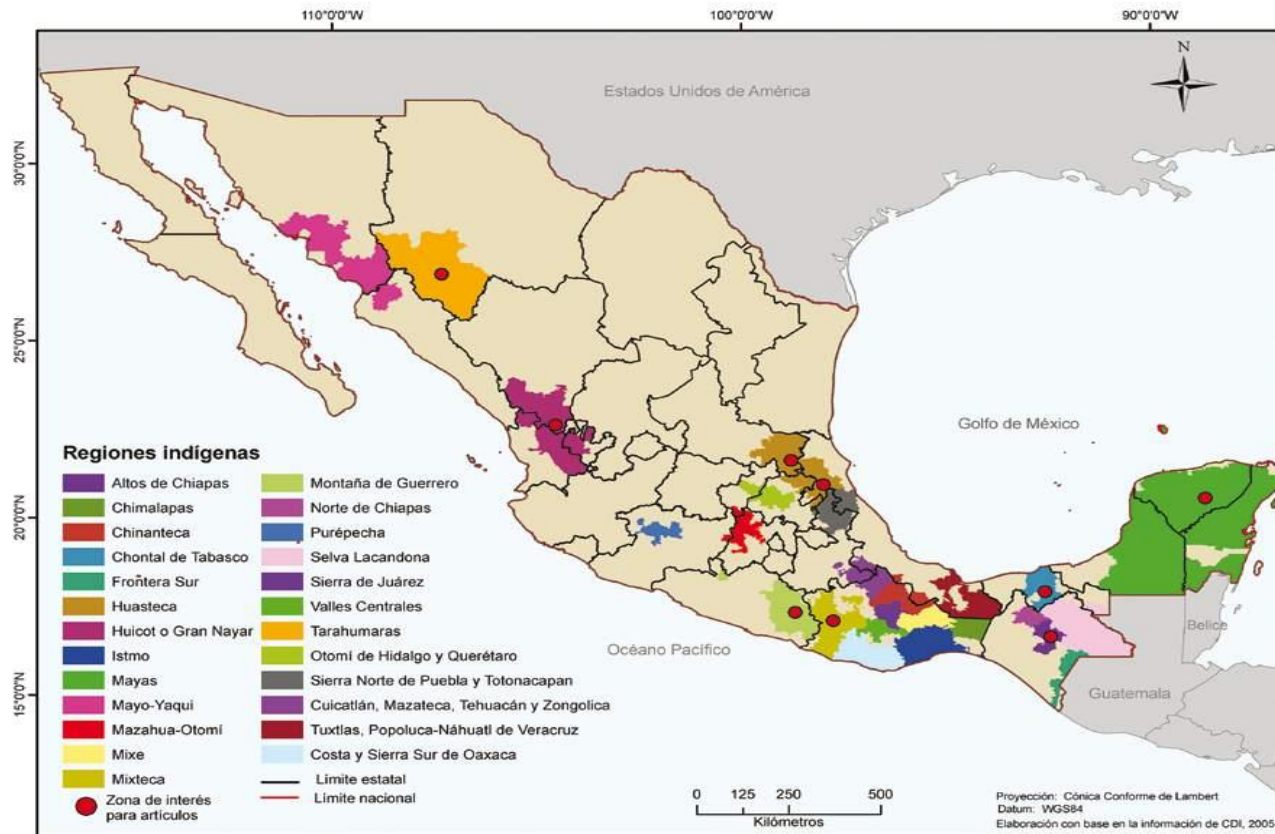 110°0'0"O
100°0'0"O
90°0'0"O
N
Estados Unidos de América
30°0'0"N
25°0'0"N
20°0'0"N
15°0'0"N
Golfo de México
Océano Pacífico
Belice
Guatemala
Regiones indígenas
Altos de Chiapas
Chimalapas
Chinanteca
Chontal de Tabasco
Frontera Sur
Huasteca
Huicot o Gran Nayar
Istmo
Mayas
Mayo-Yaqui
Mazahua-Otomí
Mixe
Mixteca
Zona de interés
para artículos
Montaña de Guerrero
Norte de Chiapas
Purépecha
Selva Lacandona
Sierra de Juárez
Valles Centrales
Tarahumaras
Otomí de Hidalgo y Querétaro
Sierra Norte de Puebla y Totonacapan
Cuicatlán, Mazateca, Tehuacán y Zongolica
Tuxtlas, Popoluca-Náhuatl de Veracruz
Costa y Sierra Sur de Oaxaca
Límite estatal
Límite nacional
0 125 250 500
Kilómetros
Proyección: Cónica Conforme de Lambert
Datum: WGS84
Elaboración con base en la información de CDI, 2005